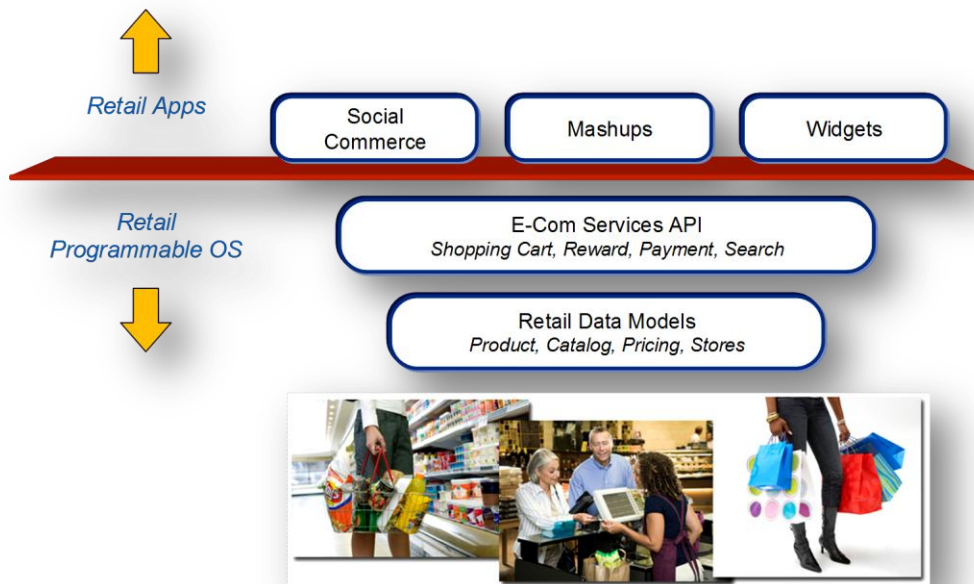 Retail Apps
Social
Commerce
Mashups
Widgets
Retail
Programmable OS
E-Com Services API
Shopping Cart, Reward, Payment, Search
Retail Data Models
Product, Catalog, Pricing, Stores